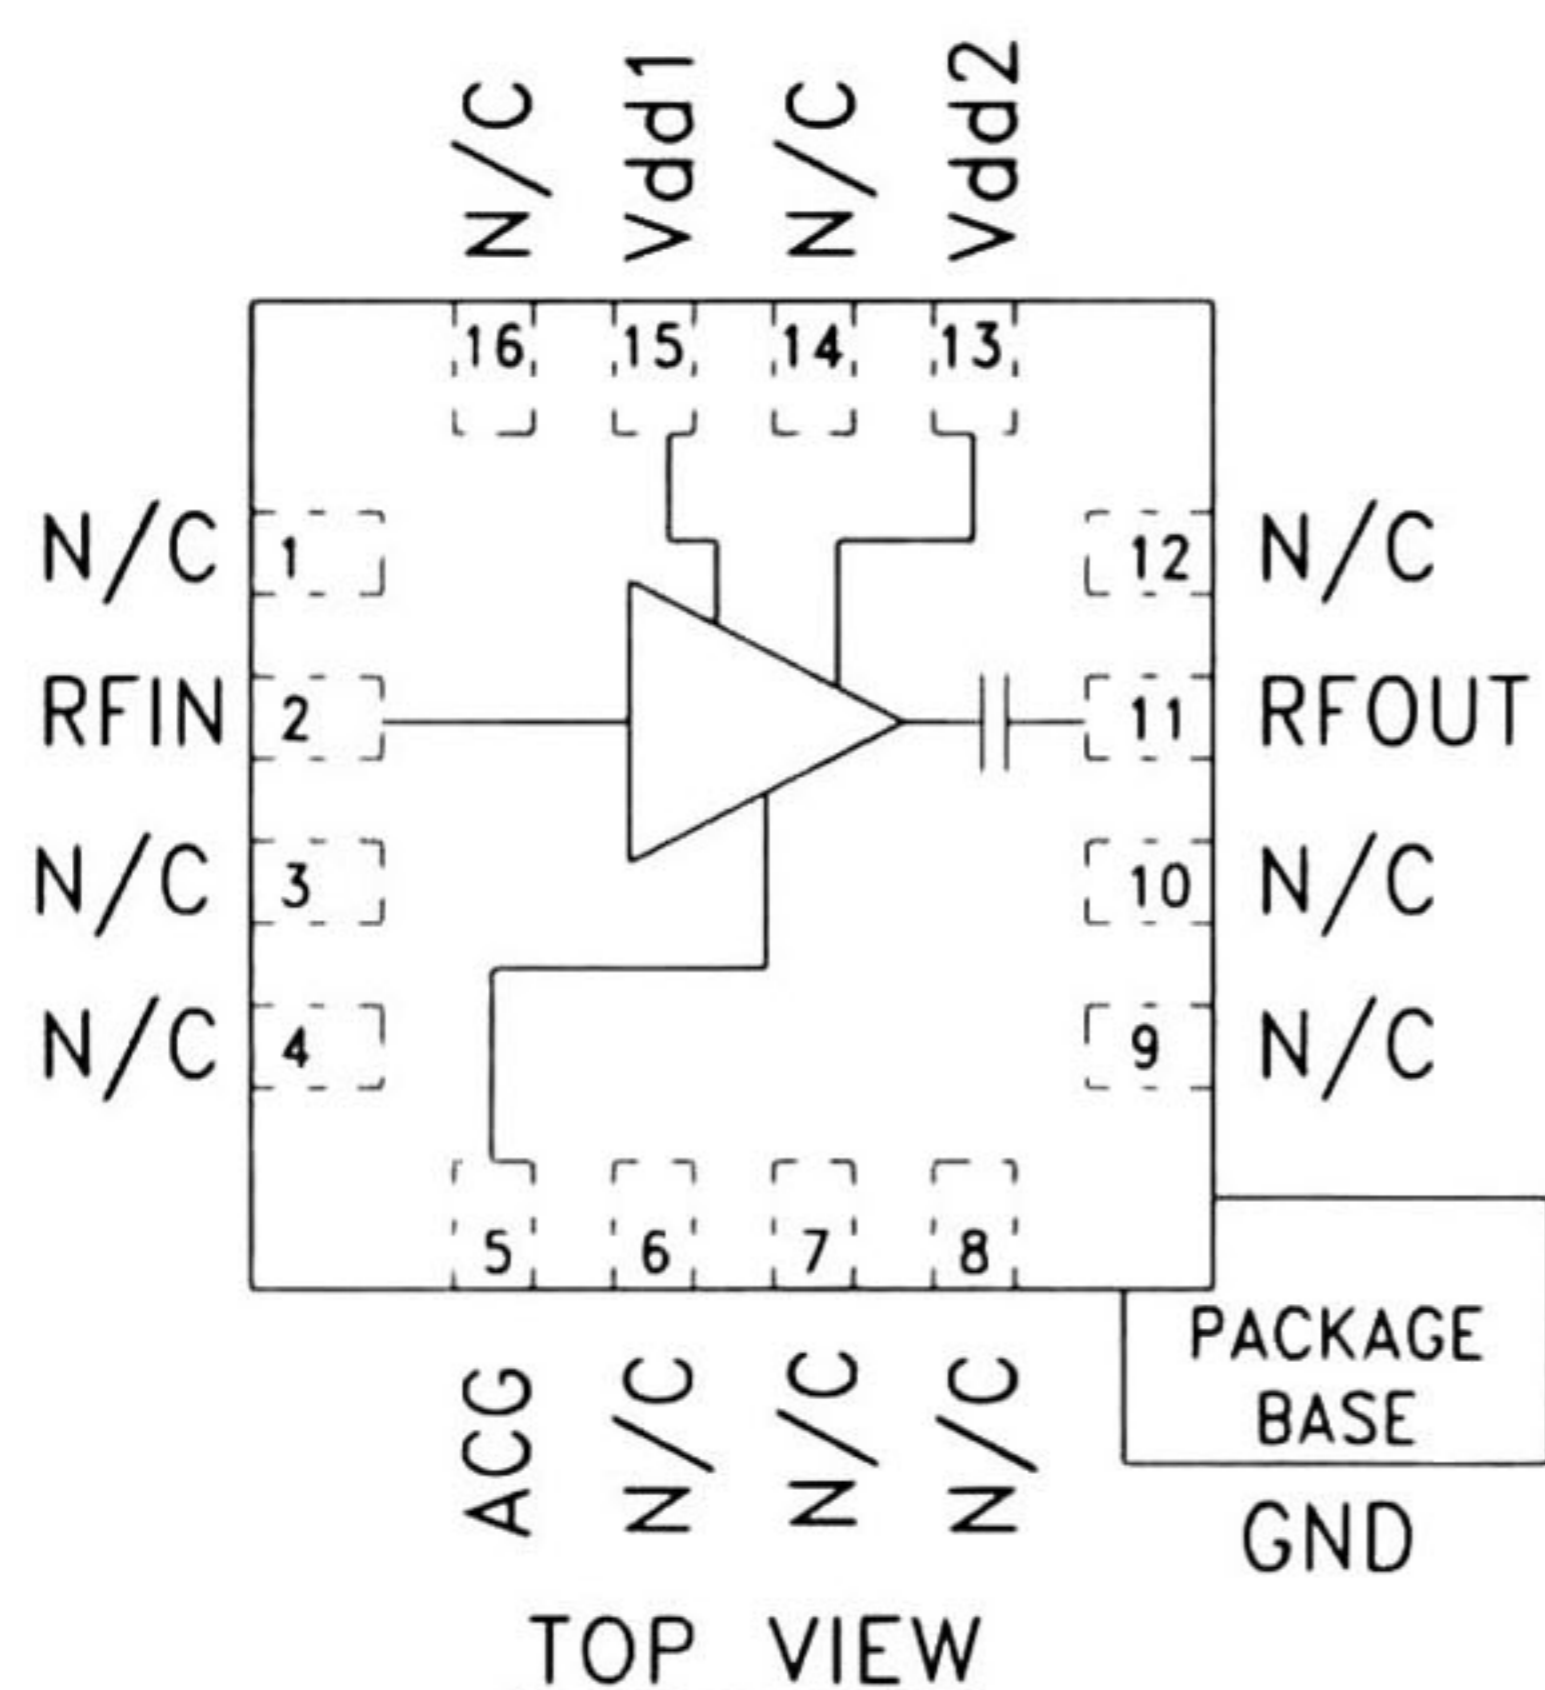 N/C
Vdd1
N/C
Vdd2
16 15 14 13
N/C 1 12 N/C
RFIN 2 11 RFOUT
N/C 3 10 N/C
N/C 4 9 N/C
5 6 7 8
ACG
N/C
N/C
N/C
PACKAGE
BASE
GND
TOP VIEW